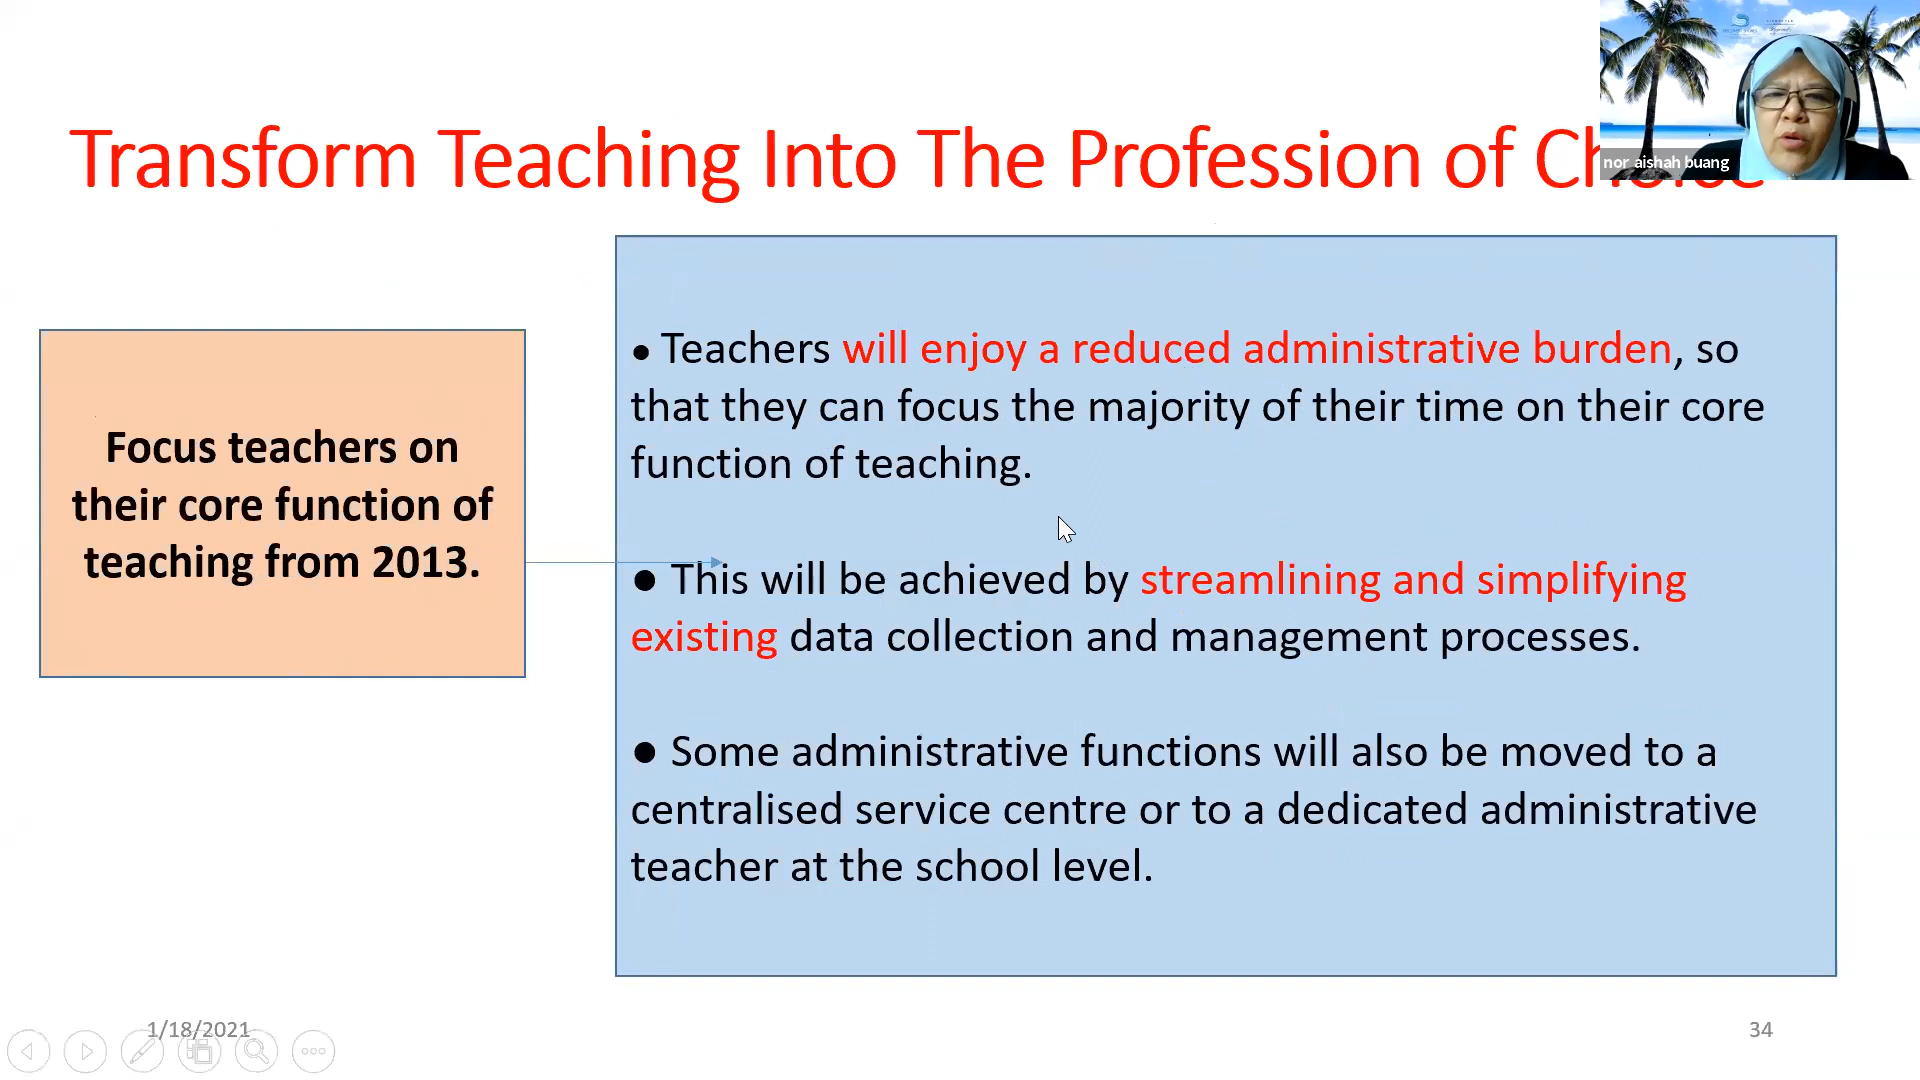 Transform Teaching Into The Profession of
nor aishah buang
Focus teachers on
their core function of
teaching from 2013.
● Teachers will enjoy a reduced administrative burden, so
that they can focus the majority of their time on their core
function of teaching.
● This will be achieved by streamlining and simplifying
existing data collection and management processes.
● Some administrative functions will also be moved to a
centralised service centre or to a dedicated administrative
teacher at the school level.
1/18/2021
34